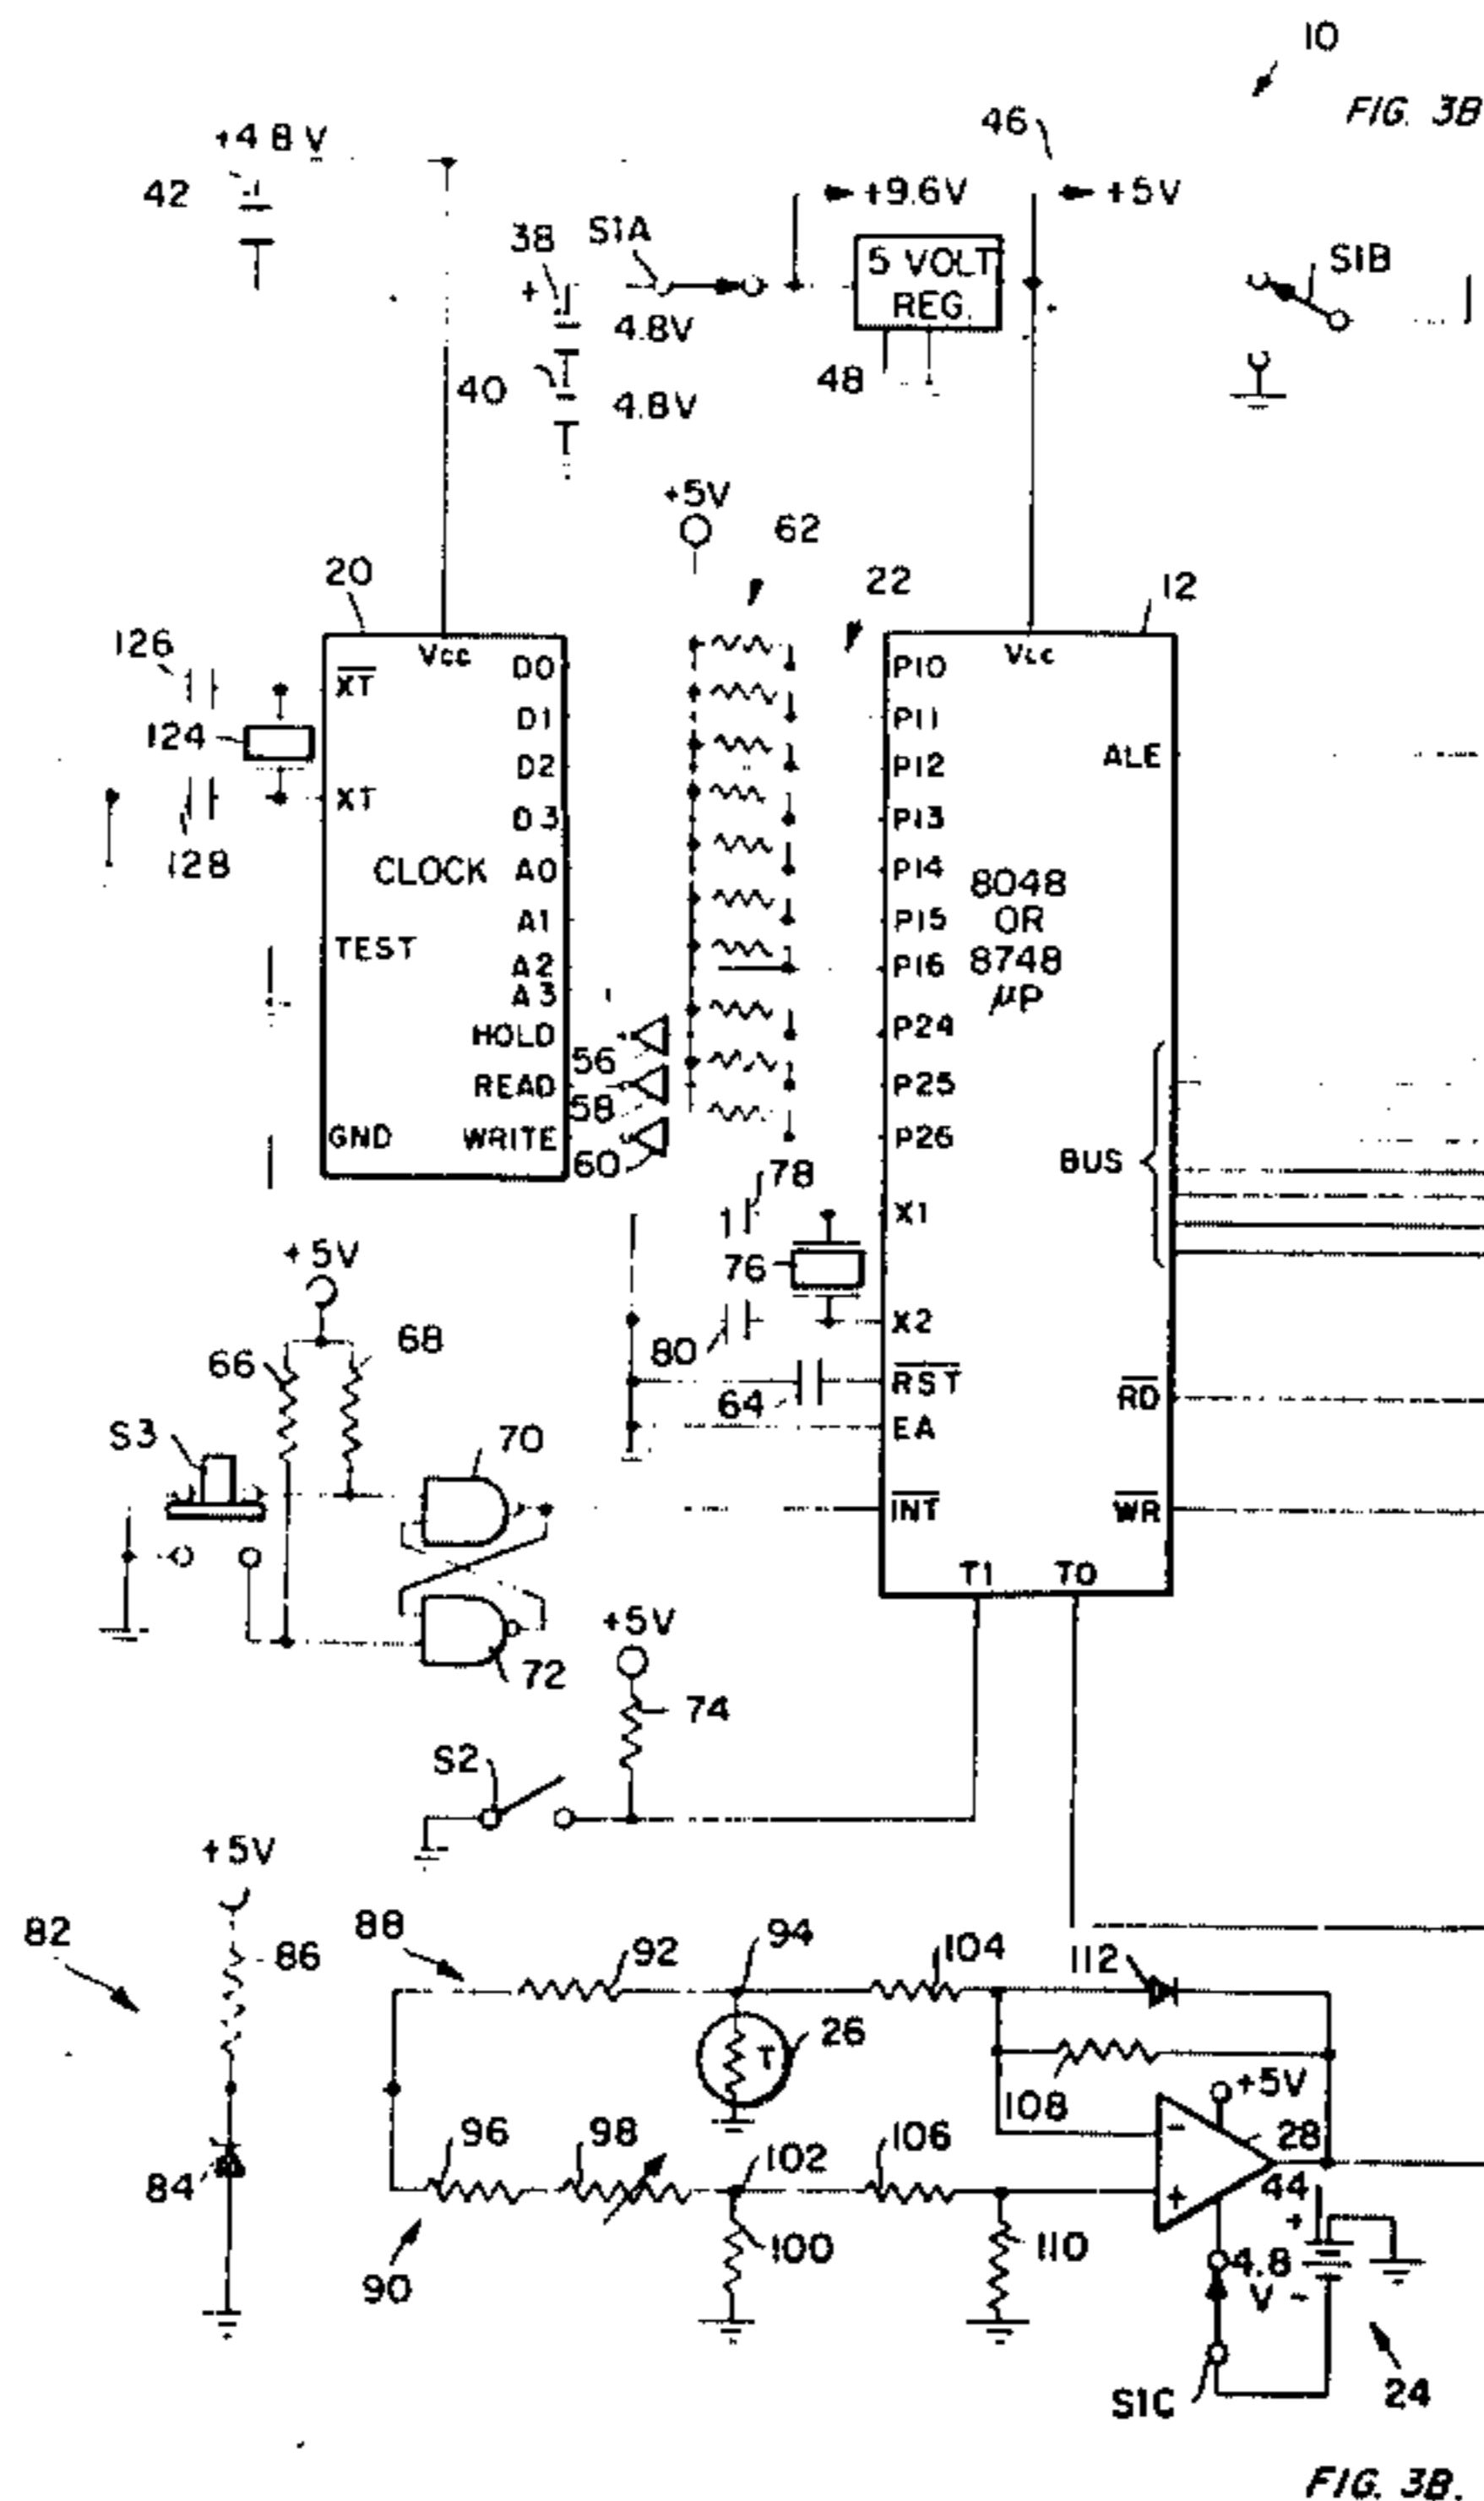 10
FIG. 3B
46
+4 8 V
42
38
S1A
+9.6V
+5V
5 VOLT
REG.
S1B
+
4.8V
40
4.8V
48
+5V
62
22
20
12
126
124
128
XT
Vcc
D0
D1
D2
XT
D3
CLOCK
A0
A1
TEST
A2
A3
HOLD
READ
GND
WRITE
56
58
60
P10
Vcc
P11
P12
ALE
P13
P14
8048
OR
8748
µP
P15
P16
P24
P25
P26
BUS
78
X1
76
80
X2
64
RST
EA
RD
INT
WR
T1
T0
+5V
66
68
S3
70
72
+5V
74
S2
+5V
82
86
84
88
92
94
104
112
26
T
108
+5V
96
98
102
106
-
28
+
44
+
90
100
110
4.8
V -
S1C
24
FIG. 3B.